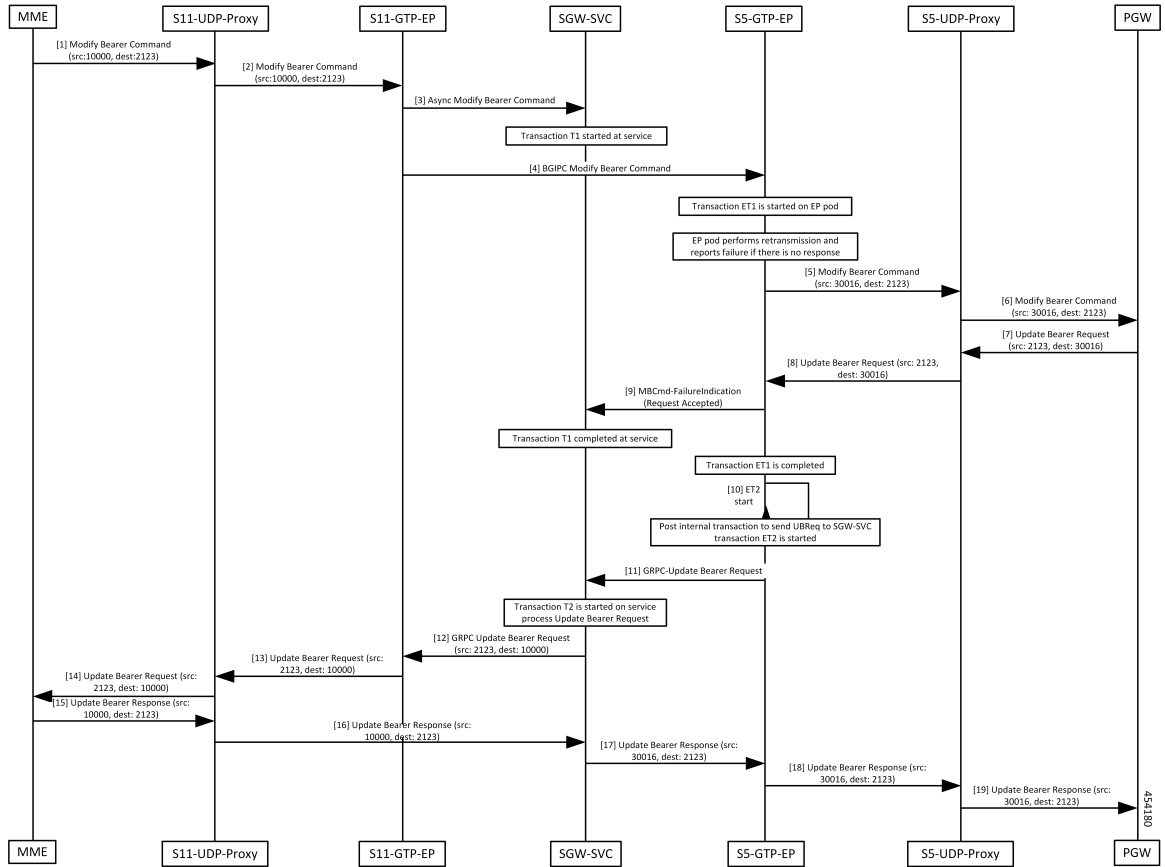 MME
S11-UDP-Proxy
S11-GTP-EP
SGW-SVC
S5-GTP-EP
S5-UDP-Proxy
PGW
[1] Modify Bearer Command
(src:10000, dest:2123)
[2] Modify Bearer Command
(src:10000, dest:2123)
[3] Async Modify Bearer Command
Transaction T1 started at service
[4] BGIPC Modify Bearer Command
Transaction ET1 is started on EP pod
EP pod performs retransmission and
reports failure if there is no response
[5] Modify Bearer Command
(src: 30016, dest: 2123)
[6] Modify Bearer Command
(src: 30016, dest: 2123)
[7] Update Bearer Request
(src: 2123, dest: 30016)
[8] Update Bearer Request (src: 2123,
dest: 30016)
[9] MBCmd-FailureIndication
(Request Accepted)
Transaction T1 completed at service
Transaction ET1 is completed
[10] ET2
start
Post internal transaction to send UBReq to SGW-SVC
transaction ET2 is started
[11] GRPC-Update Bearer Request
Transaction T2 is started on service
process Update Bearer Request
[12] GRPC Update Bearer Request
(src: 2123, dest: 10000)
[13] Update Bearer Request (src:
2123, dest: 10000)
[14] Update Bearer Request (src:
2123, dest: 10000)
[15] Update Bearer Response (src:
10000, dest: 2123)
[16] Update Bearer Response (src:
10000, dest: 2123)
[17] Update Bearer Response (src:
30016, dest: 2123)
[18] Update Bearer Response (src:
30016, dest: 2123)
[19] Update Bearer Response (src:
30016, dest: 2123)
454180
MME
S11-UDP-Proxy
S11-GTP-EP
SGW-SVC
S5-GTP-EP
S5-UDP-Proxy
PGW